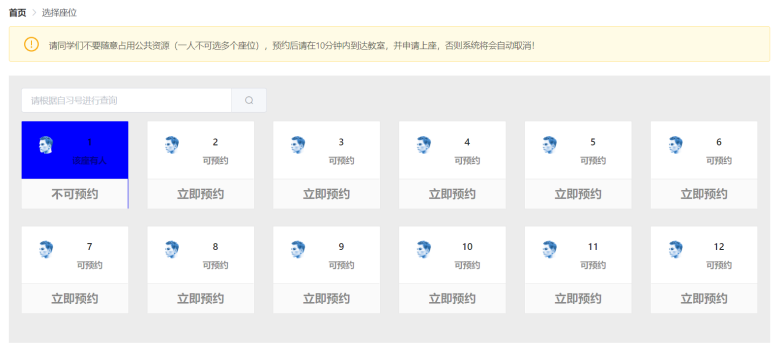 首页 > 选择座位
请同学们不要随意占用公共资源（一人不可选多个座位），预约后请在10分钟内到达教室，并申请上座，否则系统将会自动取消！
请根据自习号进行查询
1 2 3 4 5 6
可预约 可预约 可预约 可预约 可预约
不可预约 立即预约 立即预约 立即预约 立即预约 立即预约
7 8 9 10 11 12
可预约 可预约 可预约 可预约 可预约 可预约
立即预约 立即预约 立即预约 立即预约 立即预约 立即预约